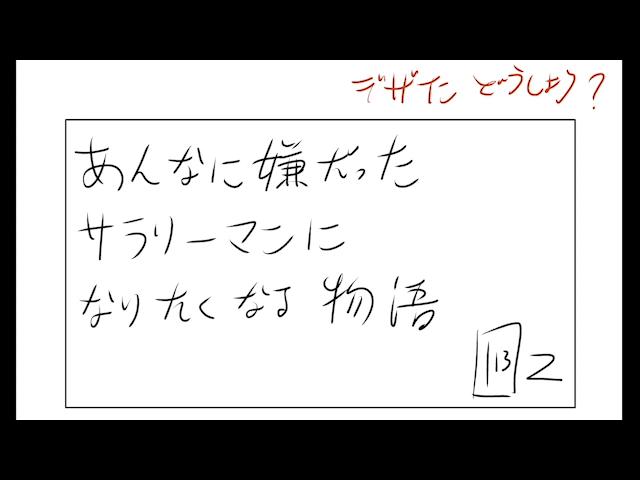 デザイン どうしよう?
あんなに嫌だった
サラリーマンに
なりたくなる物語